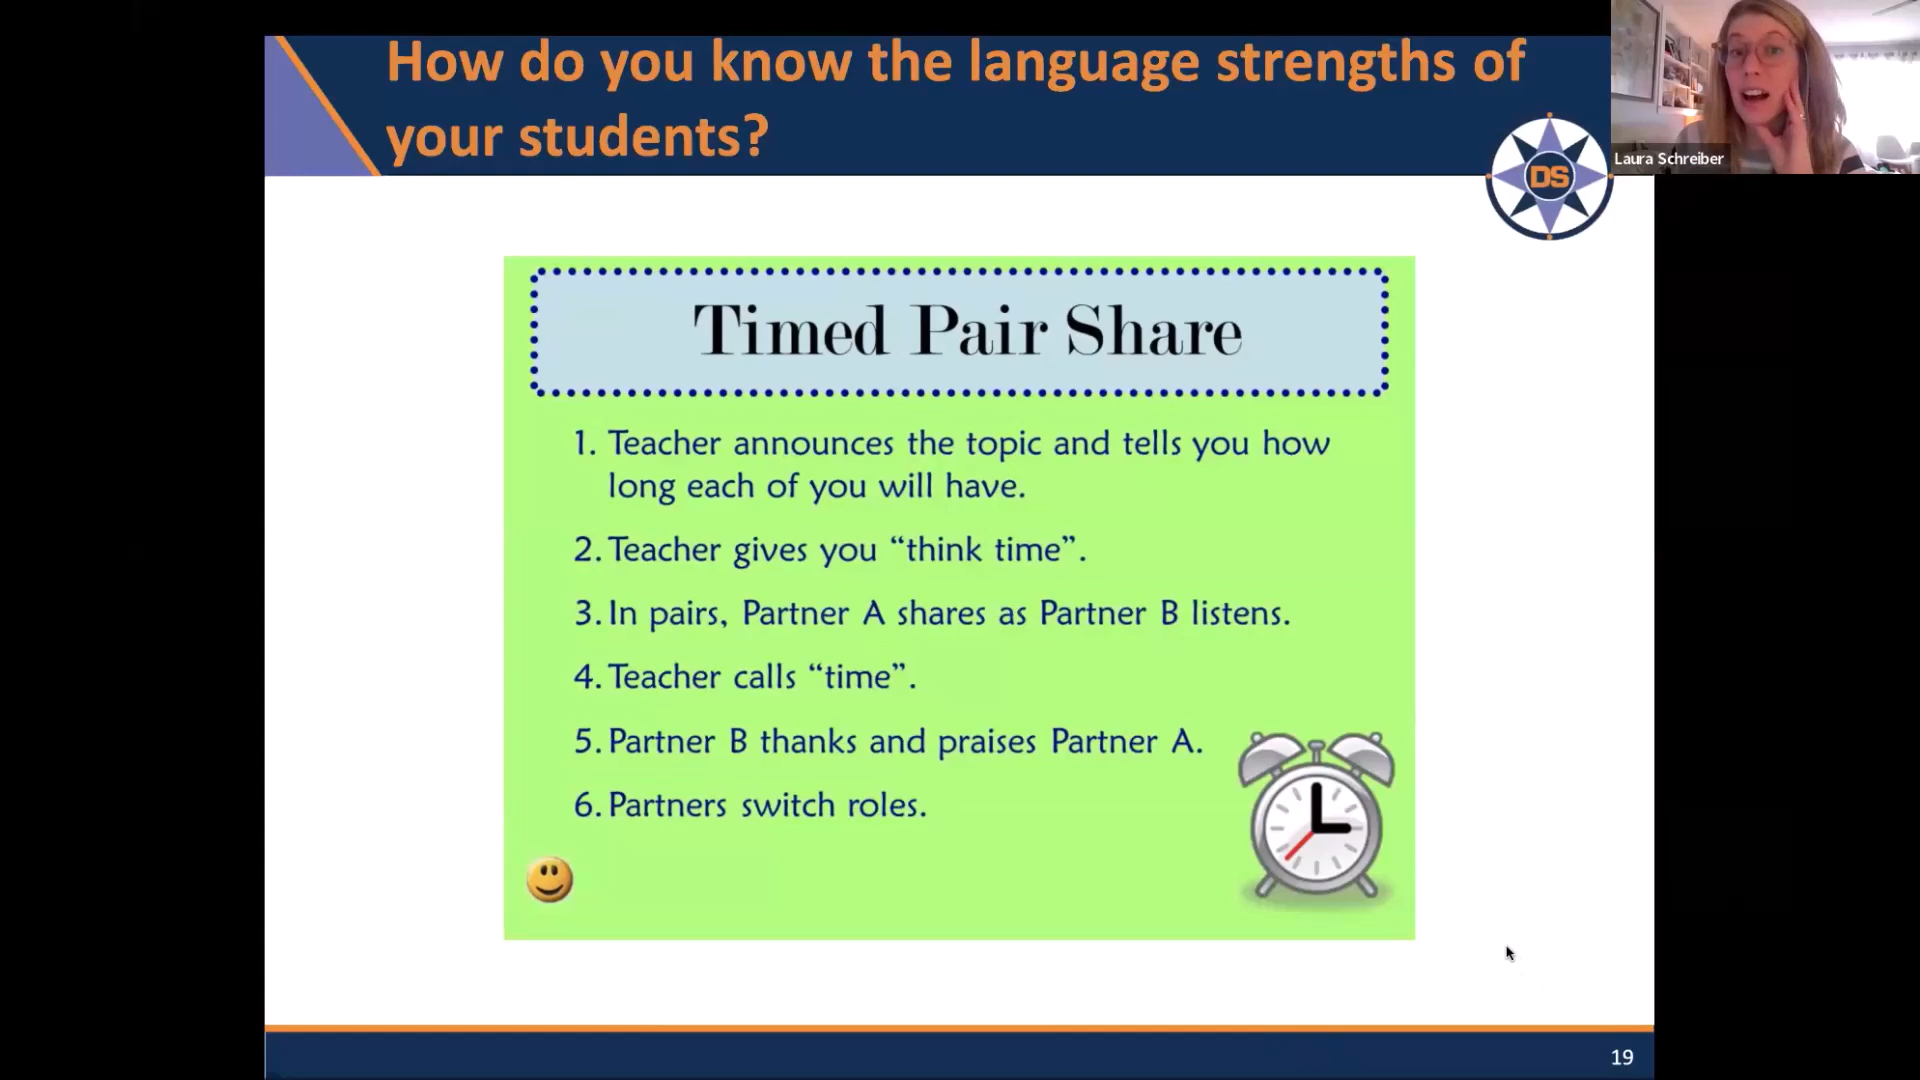 How do you know the language strengths of
your students?
DS
Laura Schreiber
Timed Pair Share
1. Teacher announces the topic and tells you how
long each of you will have.
2. Teacher gives you “think time”.
3. In pairs, Partner A shares as Partner B listens.
4. Teacher calls “time”.
5. Partner B thanks and praises Partner A.
6. Partners switch roles.
19